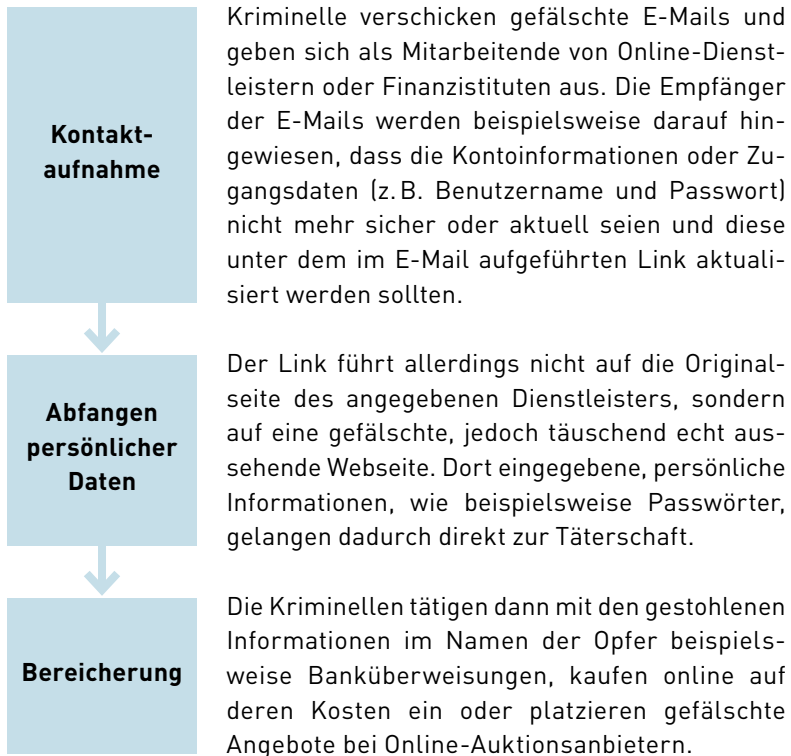 Kontakt-
aufnahme
Kriminelle verschicken gefälschte E-Mails und
geben sich als Mitarbeitende von Online-Dienst-
leistern oder Finanzistituten aus. Die Empfänger
der E-Mails werden beispielsweise darauf hin-
gewiesen, dass die Kontoinformationen oder Zu-
gangsdaten (z. B. Benutzername und Passwort)
nicht mehr sicher oder aktuell seien und diese
unter dem im E-Mail aufgeführten Link aktuali-
siert werden sollten.
Abfangen
persönlicher
Daten
Der Link führt allerdings nicht auf die Original-
seite des angegebenen Dienstleisters, sondern
auf eine gefälschte, jedoch täuschend echt aus-
sehende Webseite. Dort eingegebene, persönliche
Informationen, wie beispielsweise Passwörter,
gelangen dadurch direkt zur Täterschaft.
Bereicherung
Die Kriminellen tätigen dann mit den gestohlenen
Informationen im Namen der Opfer beispiels-
weise Banküberweisungen, kaufen online auf
deren Kosten ein oder platzieren gefälschte
Angebote bei Online-Auktionsanbietern.